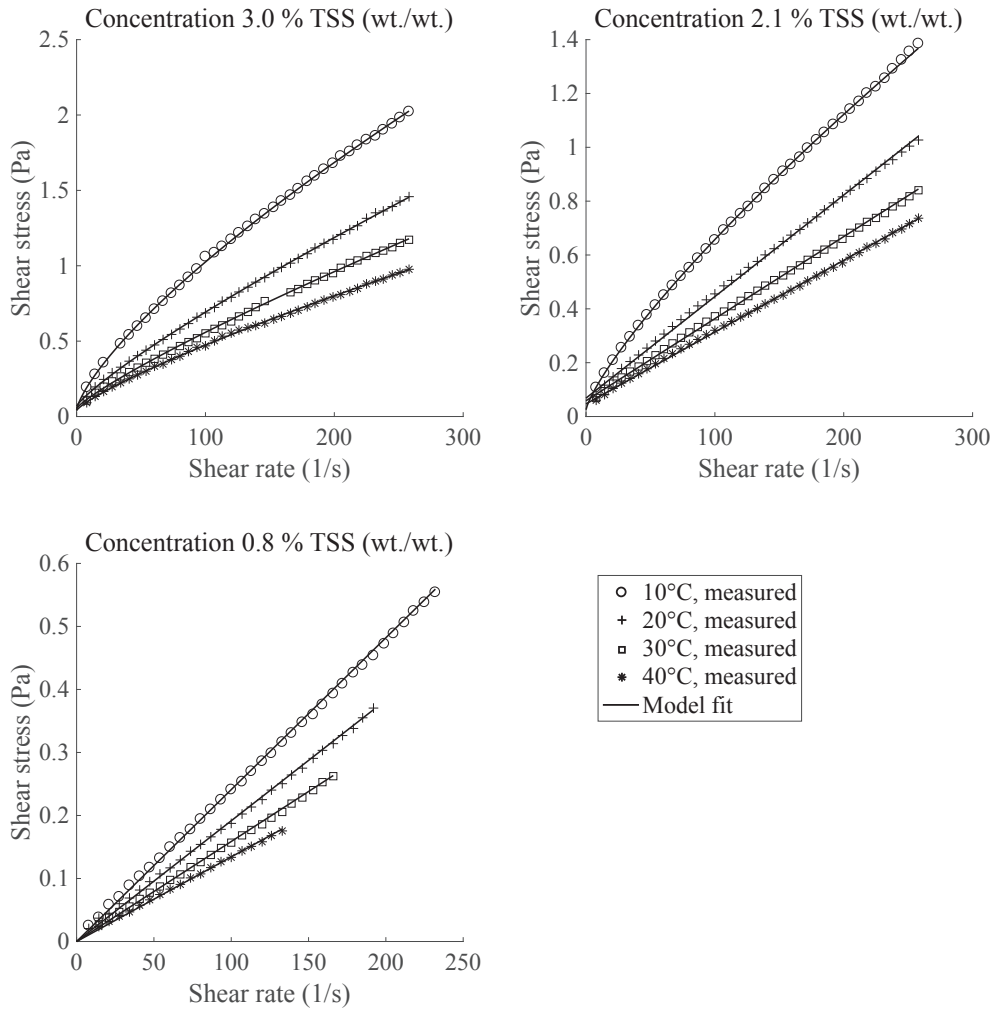 Concentration 3.0 % TSS (wt./wt.)
2.5
2
1.5
1
0.5
0
0
100
200
300
Shear stress (Pa)
Shear rate (1/s)
Concentration 2.1 % TSS (wt./wt.)
1.4
1.2
1
0.8
0.6
0.4
0.2
0
0
100
200
300
Shear stress (Pa)
Shear rate (1/s)
Concentration 0.8 % TSS (wt./wt.)
0.6
0.5
0.4
0.3
0.2
0.1
0
0
50
100
150
200
250
Shear stress (Pa)
Shear rate (1/s)
10°C, measured
20°C, measured
30°C, measured
40°C, measured
Model fit